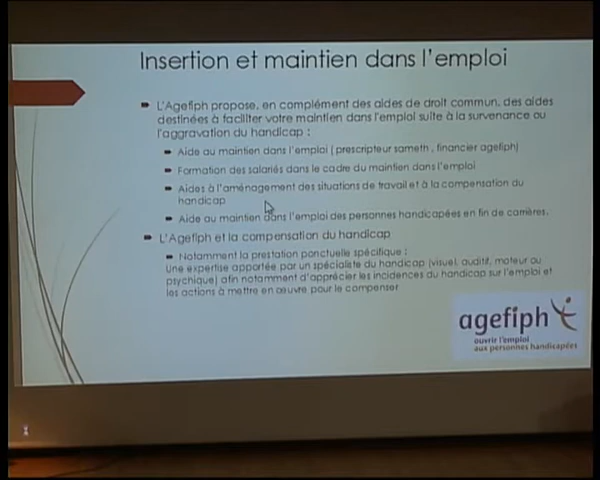 Insertion et maintien dans l'emploi
L'Agefiph propose, en complément des aides de droit commun, des aides
destinées à faciliter votre maintien dans l'emploi suite à la survenance ou
l'aggravation du handicap :
Aide au maintien dans l'emploi ( prescripteur sameth , financier agefiph)
Formation des salariés dans le cadre du maintien dans l'emploi
Aides à l'aménagement des situations de travail et à la compensation du
handicap
Aide au maintien dans l'emploi des personnes handicapées en fin de carrières.
L'Agefiph et la compensation du handicap
Notamment la prestation ponctuelle spécifique :
Une expertise apportée par un spécialiste du handicap (visuel, auditif, moteur ou
psychique) afin notamment d'apprécier les incidences du handicap sur l'emploi et
les actions à mettre en œuvre pour le compenser
agefiph
ouvrir l'emploi
aux personnes handicapées